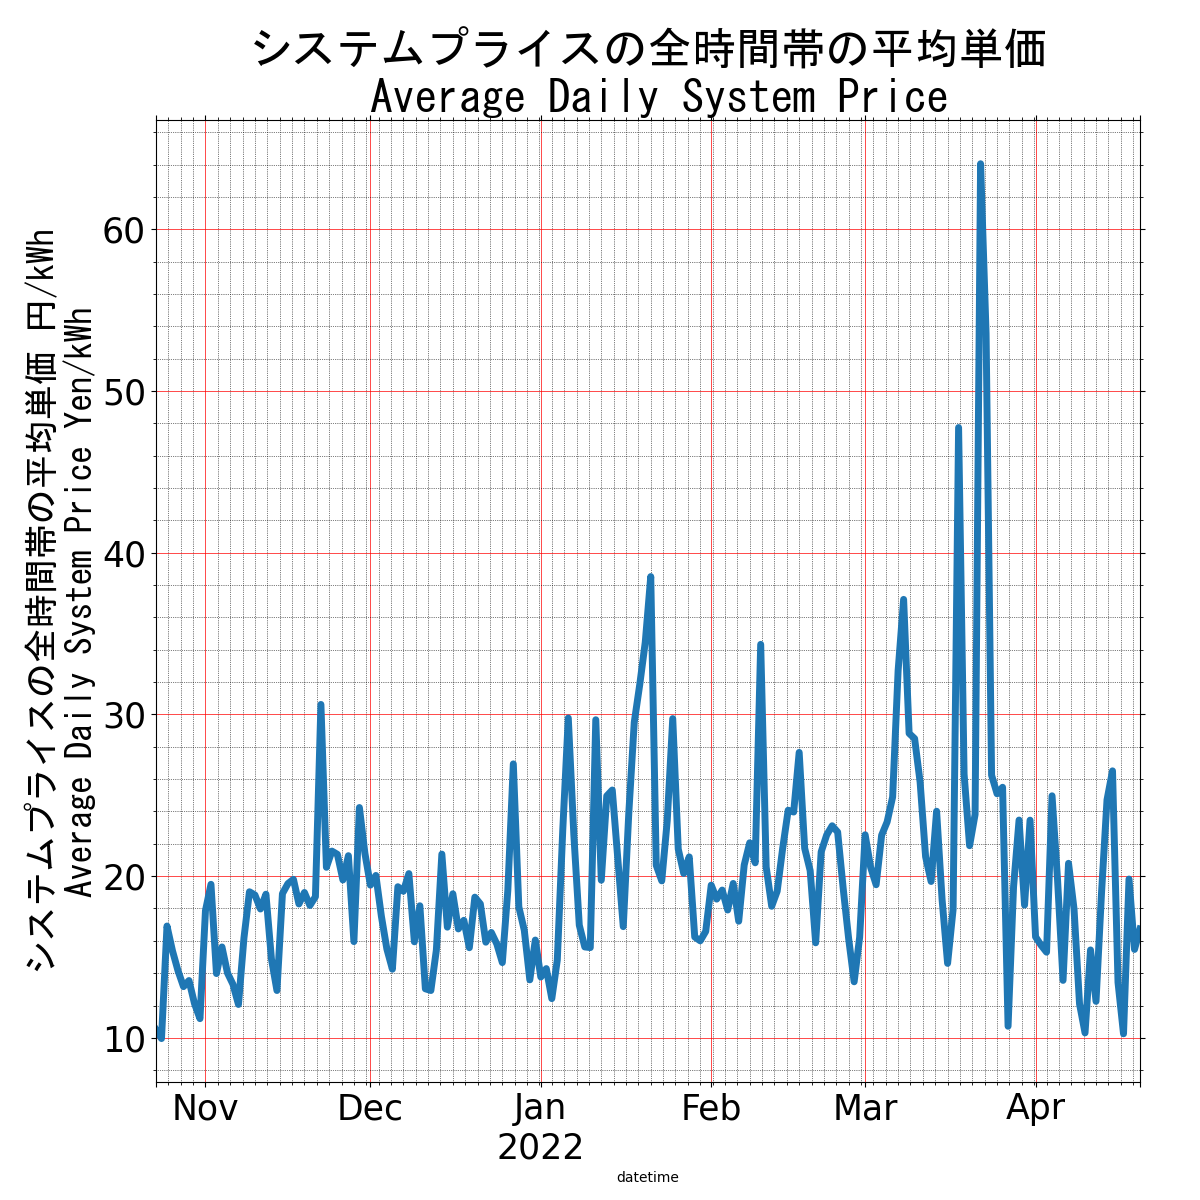 システムプライスの全時間帯の平均単価
Average Daily System Price
システムプライスの全時間帯の平均単価 円/kWh
Average Daily System Price Yen/kWh
60
50
40
30
20
10
Nov
Dec
Jan
2022
Feb
Mar
Apr
datetime